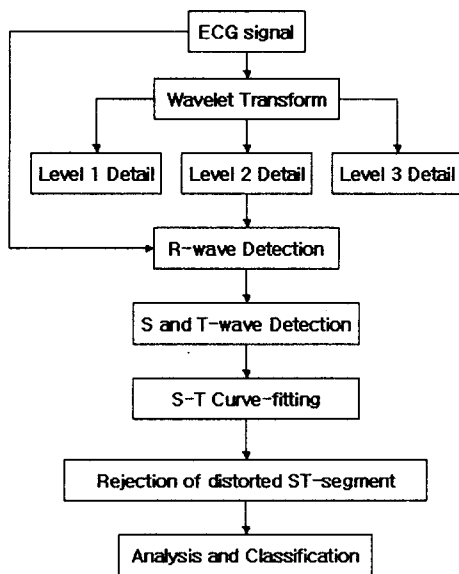 ECG signal
Wavelet Transform
Level 1 Detail
Level 2 Detail
Level 3 Detail
R-wave Detection
S and T-wave Detection
S-T Curve-fitting
Rejection of distorted ST-segment
Analysis and Classification